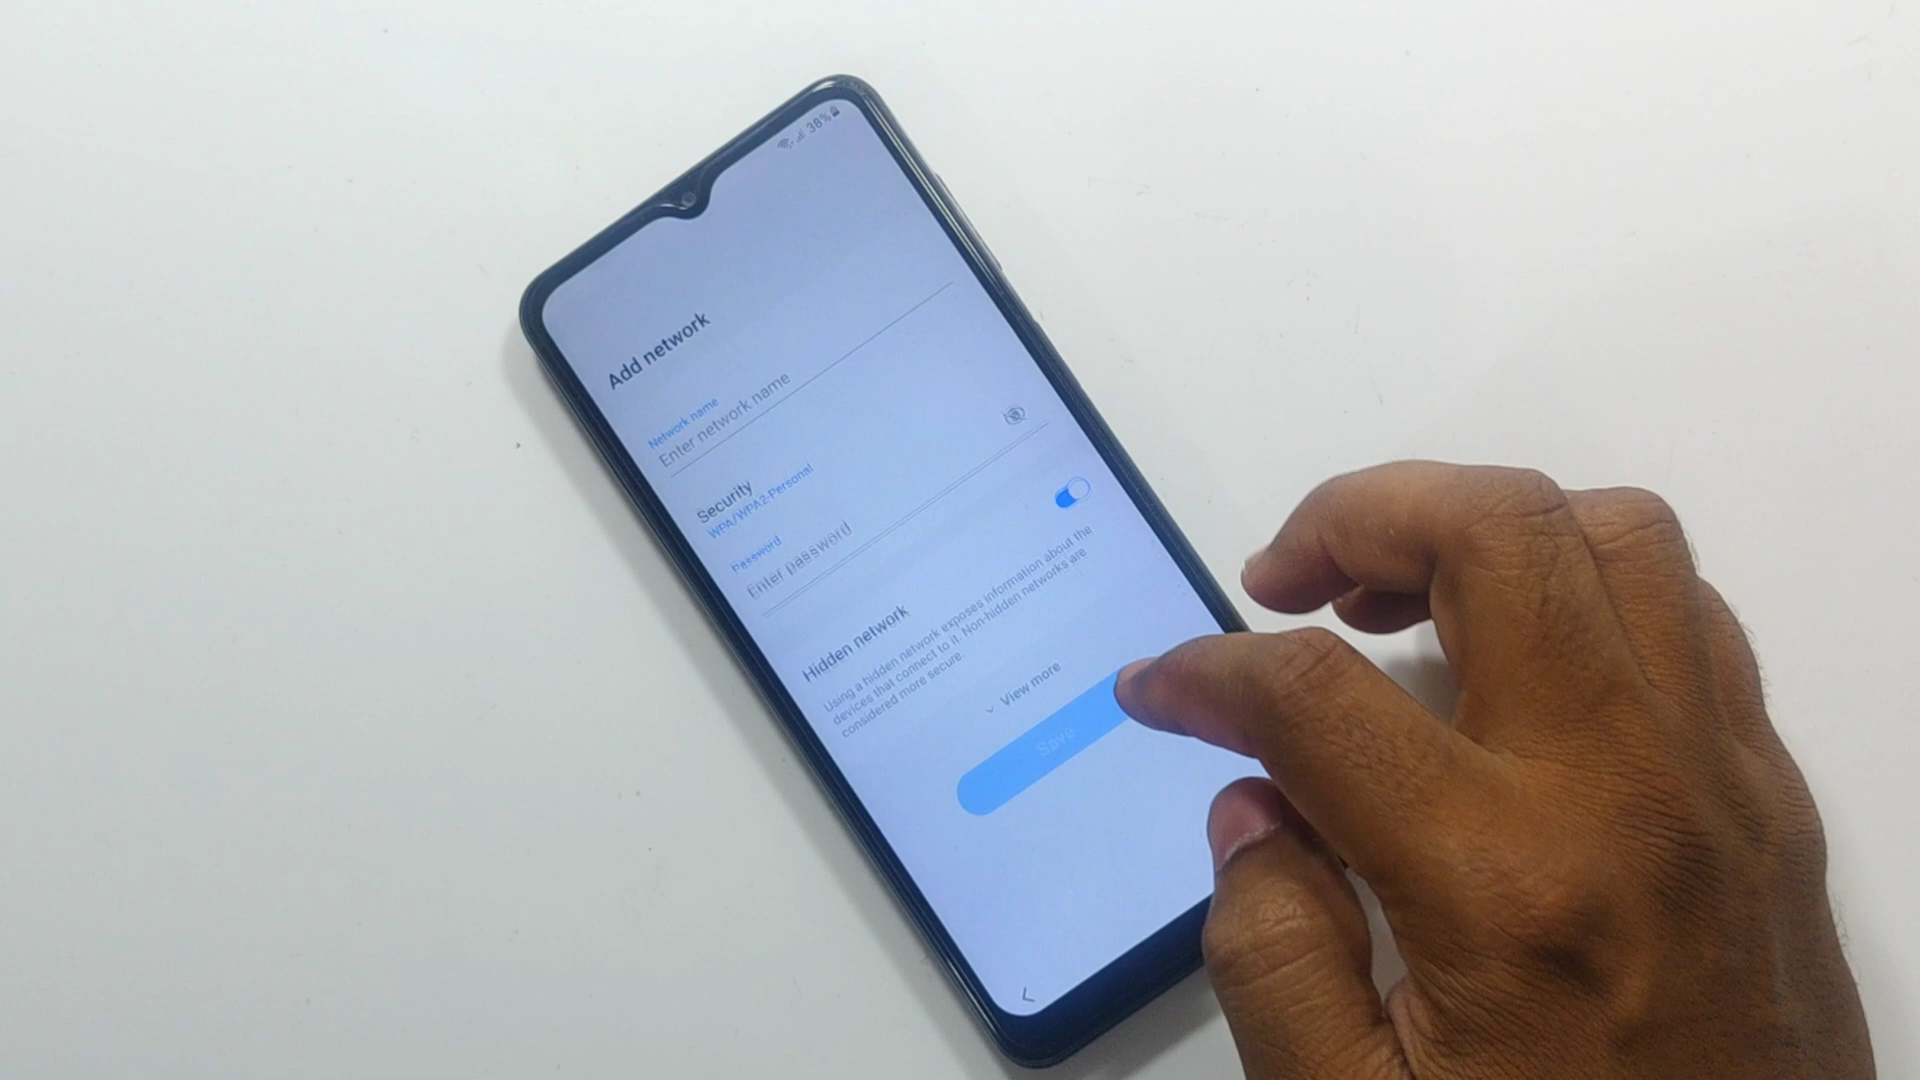 38%
Add network
Network name
Enter network name
Security
WPA/WPA2-Personal
Password
Enter password
Hidden network
Using a hidden network exposes information about the
devices that connect to it. Non-hidden networks are
considered more secure.
View more
Save